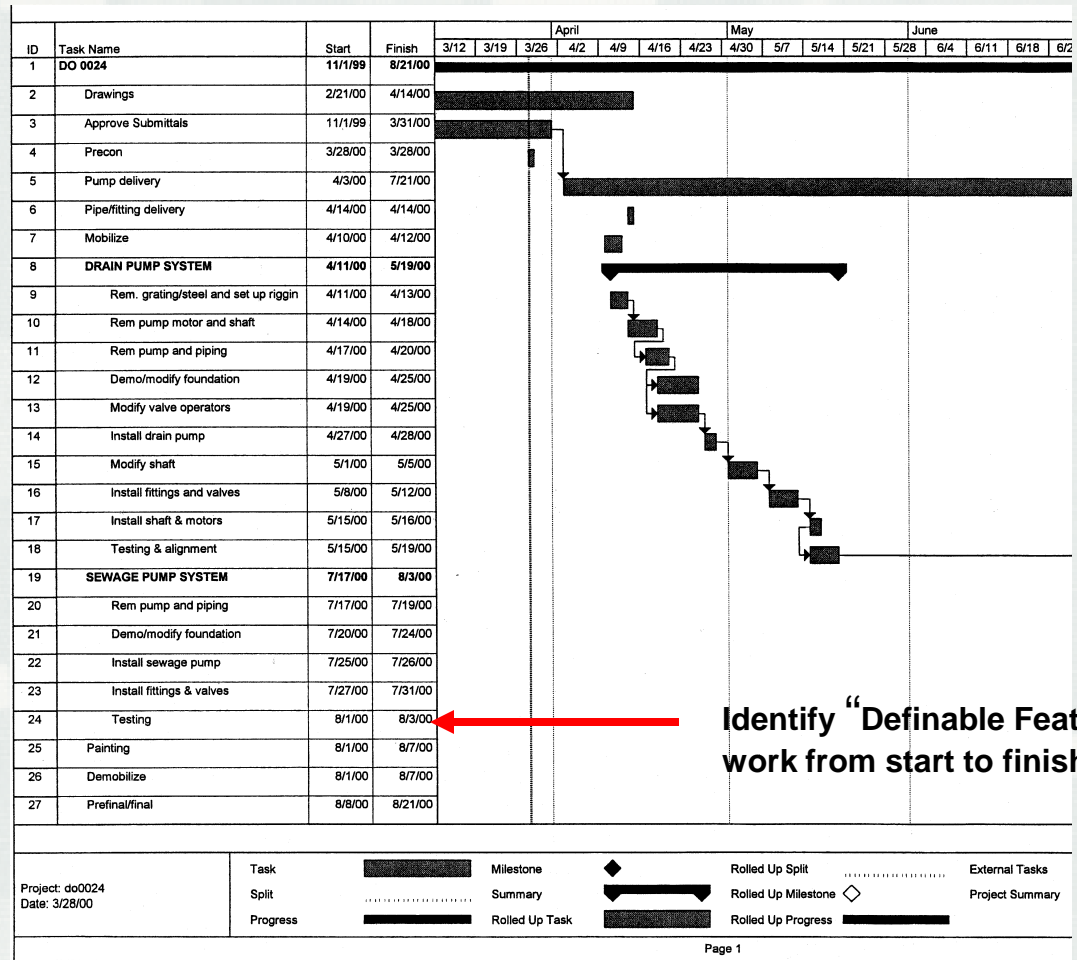 April May June
ID Task Name Start Finish 3/12 3/19 3/26 4/2 4/9 4/16 4/23 4/30 5/7 5/14 5/21 5/28 6/4 6/11 6/18 6/2
1 DO 0024 11/1/99 8/21/00
2 Drawings 2/21/00 4/14/00
3 Approve Submittals 11/1/99 3/31/00
4 Precon 3/28/00 3/28/00
5 Pump delivery 4/3/00 7/21/00
6 Pipe/fitting delivery 4/14/00 4/14/00
7 Mobilize 4/10/00 4/12/00
8 DRAIN PUMP SYSTEM 4/11/00 5/19/00
9 Rem. grating/steel and set up riggin 4/11/00 4/13/00
10 Rem pump motor and shaft 4/14/00 4/18/00
11 Rem pump and piping 4/17/00 4/20/00
12 Demo/modify foundation 4/19/00 4/25/00
13 Modify valve operators 4/19/00 4/25/00
14 Install drain pump 4/27/00 4/28/00
15 Modify shaft 5/1/00 5/5/00
16 Install fittings and valves 5/8/00 5/12/00
17 Install shaft & motors 5/15/00 5/16/00
18 Testing & alignment 5/15/00 5/19/00
19 SEWAGE PUMP SYSTEM 7/17/00 8/3/00
20 Rem pump and piping 7/17/00 7/19/00
21 Demo/modify foundation 7/20/00 7/24/00
22 Install sewage pump 7/25/00 7/26/00
23 Install fittings & valves 7/27/00 7/31/00
24 Testing 8/1/00 8/3/00
Identify “Definable Feat
25 Painting 8/1/00 8/7/00
work from start to finish
26 Demobilize 8/1/00 8/7/00
27 Prefinal/final 8/8/00 8/21/00
Task Milestone Rolled Up Split External Tasks
Project: do0024
Date: 3/28/00
Split Summary Rolled Up Milestone Project Summary
Progress Rolled Up Task Rolled Up Progress
Page 1